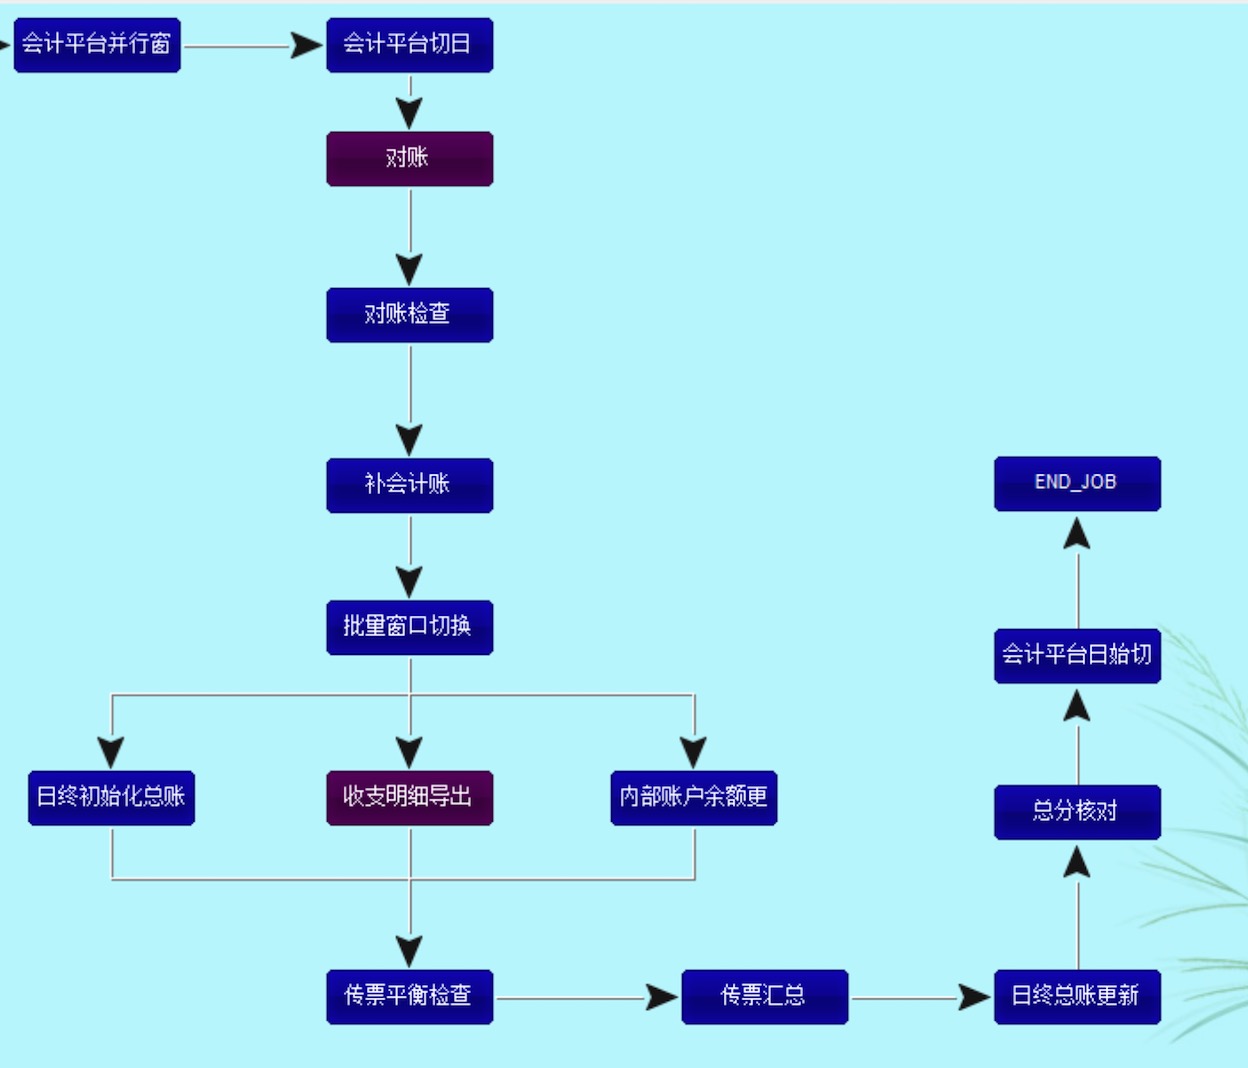 会计平台并行窗
会计平台切日
对账
对账检查
补会计账
批量窗口切换
日终初始化总账
收支明细导出
内部账户余额更
传票平衡检查
传票汇总
日终总账更新
总分核对
会计平台日始切
END_JOB